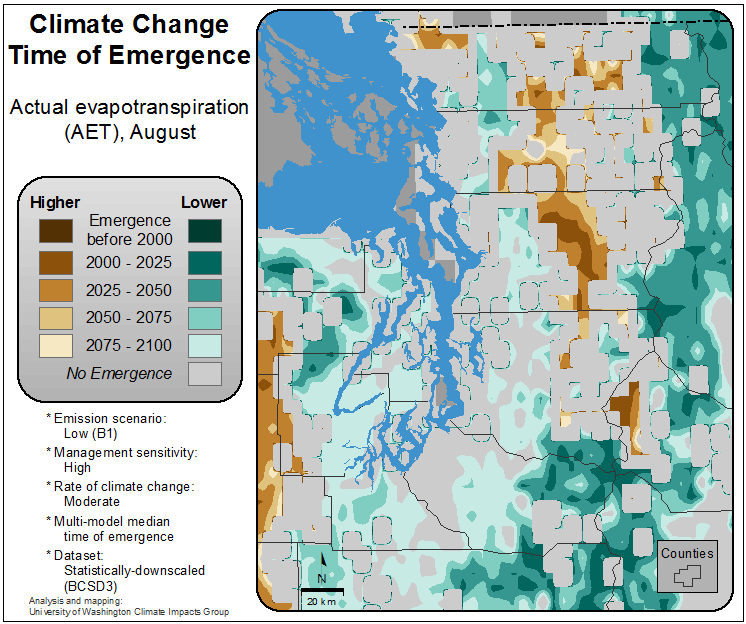 Climate Change
Time of Emergence
Actual evapotranspiration
(AET), August
Higher
Lower
Emergence
before 2000
2000 - 2025
2025 - 2050
2050 - 2075
2075 - 2100
No Emergence
* Emission scenario:
Low (B1)
* Management sensitivity:
High
* Rate of climate change:
Moderate
* Multi-model median
time of emergence
* Dataset:
Statistically-downscaled
(BCSD3)
Analysis and mapping:
University of Washington Climate Impacts Group
N
20 km
Counties